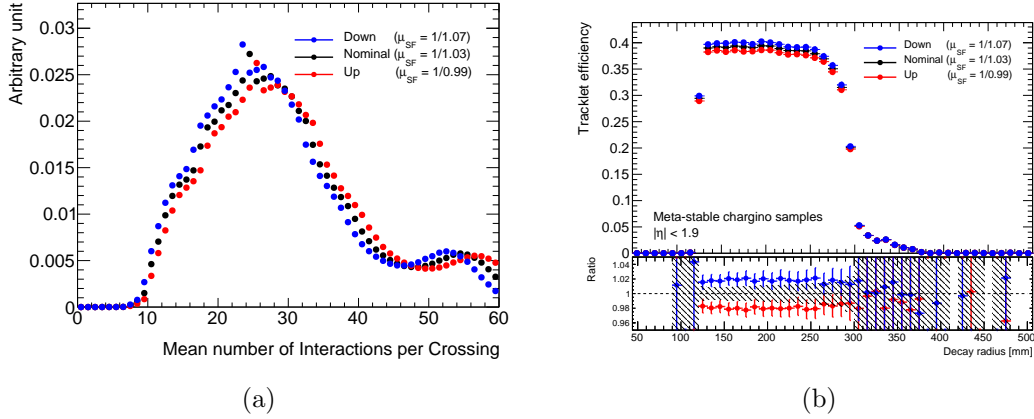 Arbitrary unit
0.03
0.025
0.02
0.015
0.01
0.005
0
Down (μSF = 1/1.07)
Nominal (μSF = 1/1.03)
Up (μSF = 1/0.99)
0 10 20 30 40 50 60
Mean number of Interactions per Crossing
(a)
Tracklet efficiency
0.4
0.35
0.3
0.25
0.2
0.15
0.1
0.05
0
Down (μSF = 1/1.07)
Nominal (μSF = 1/1.03)
Up (μSF = 1/0.99)
Meta-stable chargino samples
|η| < 1.9
Ratio
1.04
1.02
1
0.98
0.96
50 100 150 200 250 300 350 400 450 500
Decay radius [mm]
(b)